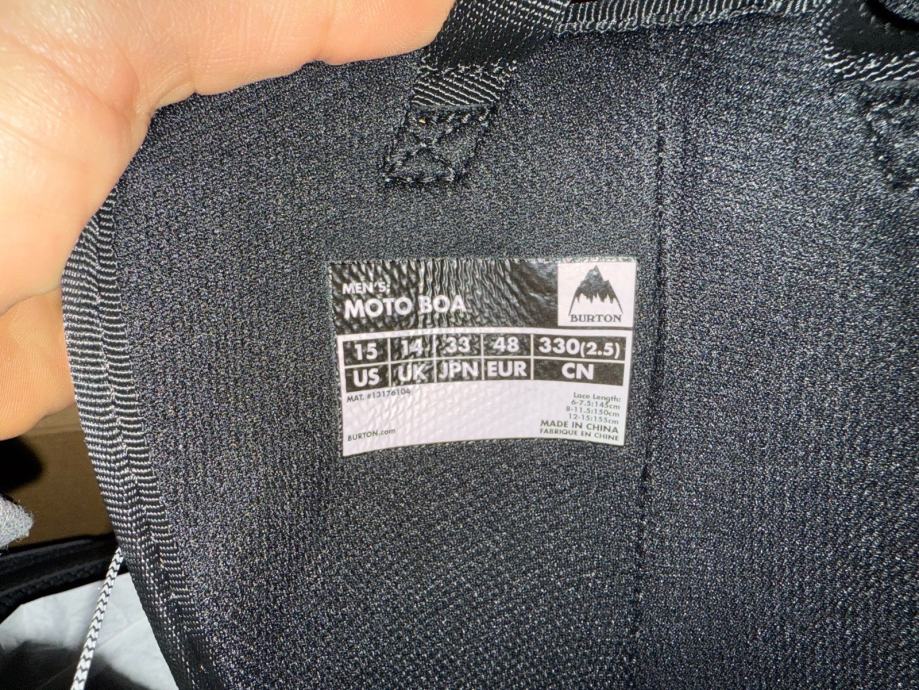 MEN'S:
MOTO BOA
BURTON
15 14 33 48 330(2.5)
US UK JPN EUR CN
MAT. #13176104
Lace Length:
6-7.5:145cm
8-11.5:150cm
12-15:155cm
BURTON.com
MADE IN CHINA
FABRIQUE EN CHINE